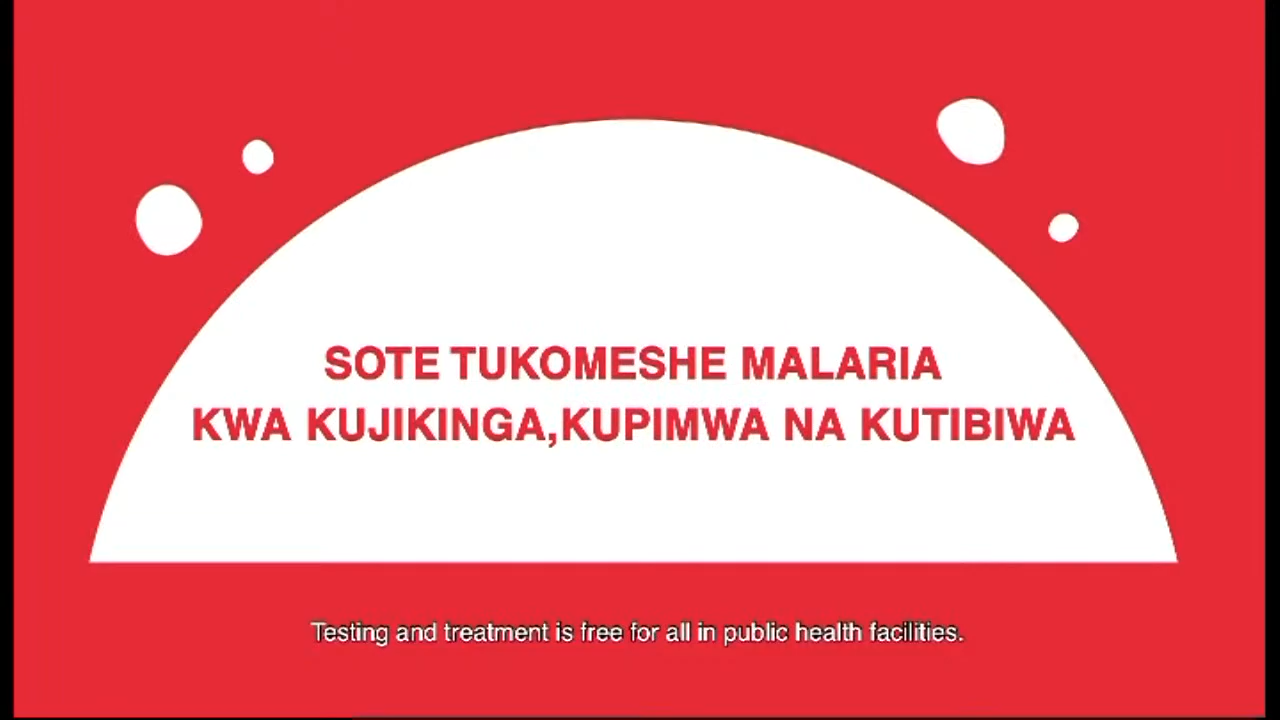 SOTE TUKOMESHE MALARIA
KWA KUJIKINGA,KUPIMWA NA KUTIBIWA
Testing and treatment is free for all in public health facilities.